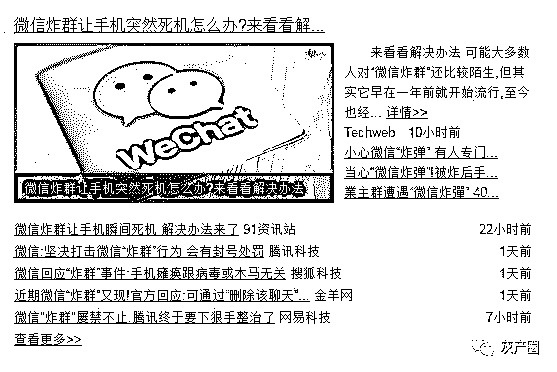 微信炸群让手机突然死机怎么办?来看看解...
WeChat
微信炸群让手机突然死机怎么办?来看看解决办法
来看看解决办法 可能大多数
人对“微信炸群”还比较陌生,但其
实它早在一年前就开始流行,至今
也经... 详情>>
Techweb 10小时前
小心微信“炸弹” 有人专门...
当心“微信炸弹”!被炸后手...
業主群遭遇“微信炸彈” 40...
微信炸群让手机瞬间死机 解决办法来了 91资讯站 22小时前
微信:坚决打击微信“炸群”行为 会有封号处罚 腾讯科技 1天前
微信回应“炸群”事件:手机瘫痪跟病毒或木马无关 搜狐科技 1天前
近期微信“炸群”又现!官方回应:可通过“删除该聊天”... 金羊网 1天前
微信“炸群”屡禁不止.腾讯终于要下狠手整治了 网易科技 7小时前
查看更多>>
灰产圈